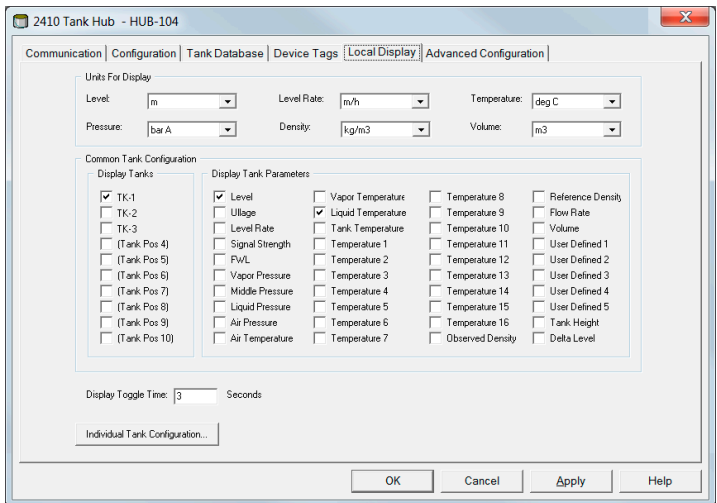 2410 Tank Hub - HUB-104
Communication Configuration Tank Database Device Tags Local Display Advanced Configuration
Units For Display
Level: m Level Rate: m/h Temperature: deg C
Pressure: bar A Density: kg/m3 Volume: m3
Common Tank Configuration
Display Tanks Display Tank Parameters
TK-1 Level Vapor Temperature Temperature 8 Reference Density
TK-2 Ullage Liquid Temperature Temperature 9 Flow Rate
TK-3 Level Rate Tank Temperature Temperature 10 Volume
(Tank Pos 4) Signal Strength Temperature 1 Temperature 11 User Defined 1
(Tank Pos 5) FWL Temperature 2 Temperature 12 User Defined 2
(Tank Pos 6) Vapor Pressure Temperature 3 Temperature 13 User Defined 3
(Tank Pos 7) Middle Pressure Temperature 4 Temperature 14 User Defined 4
(Tank Pos 8) Liquid Pressure Temperature 5 Temperature 15 User Defined 5
(Tank Pos 9) Air Pressure Temperature 6 Temperature 16 Tank Height
(Tank Pos 10) Air Temperature Temperature 7 Observed Density Delta Level
Display Toggle Time: 3 Seconds
Individual Tank Configuration...
OK Cancel Apply Help